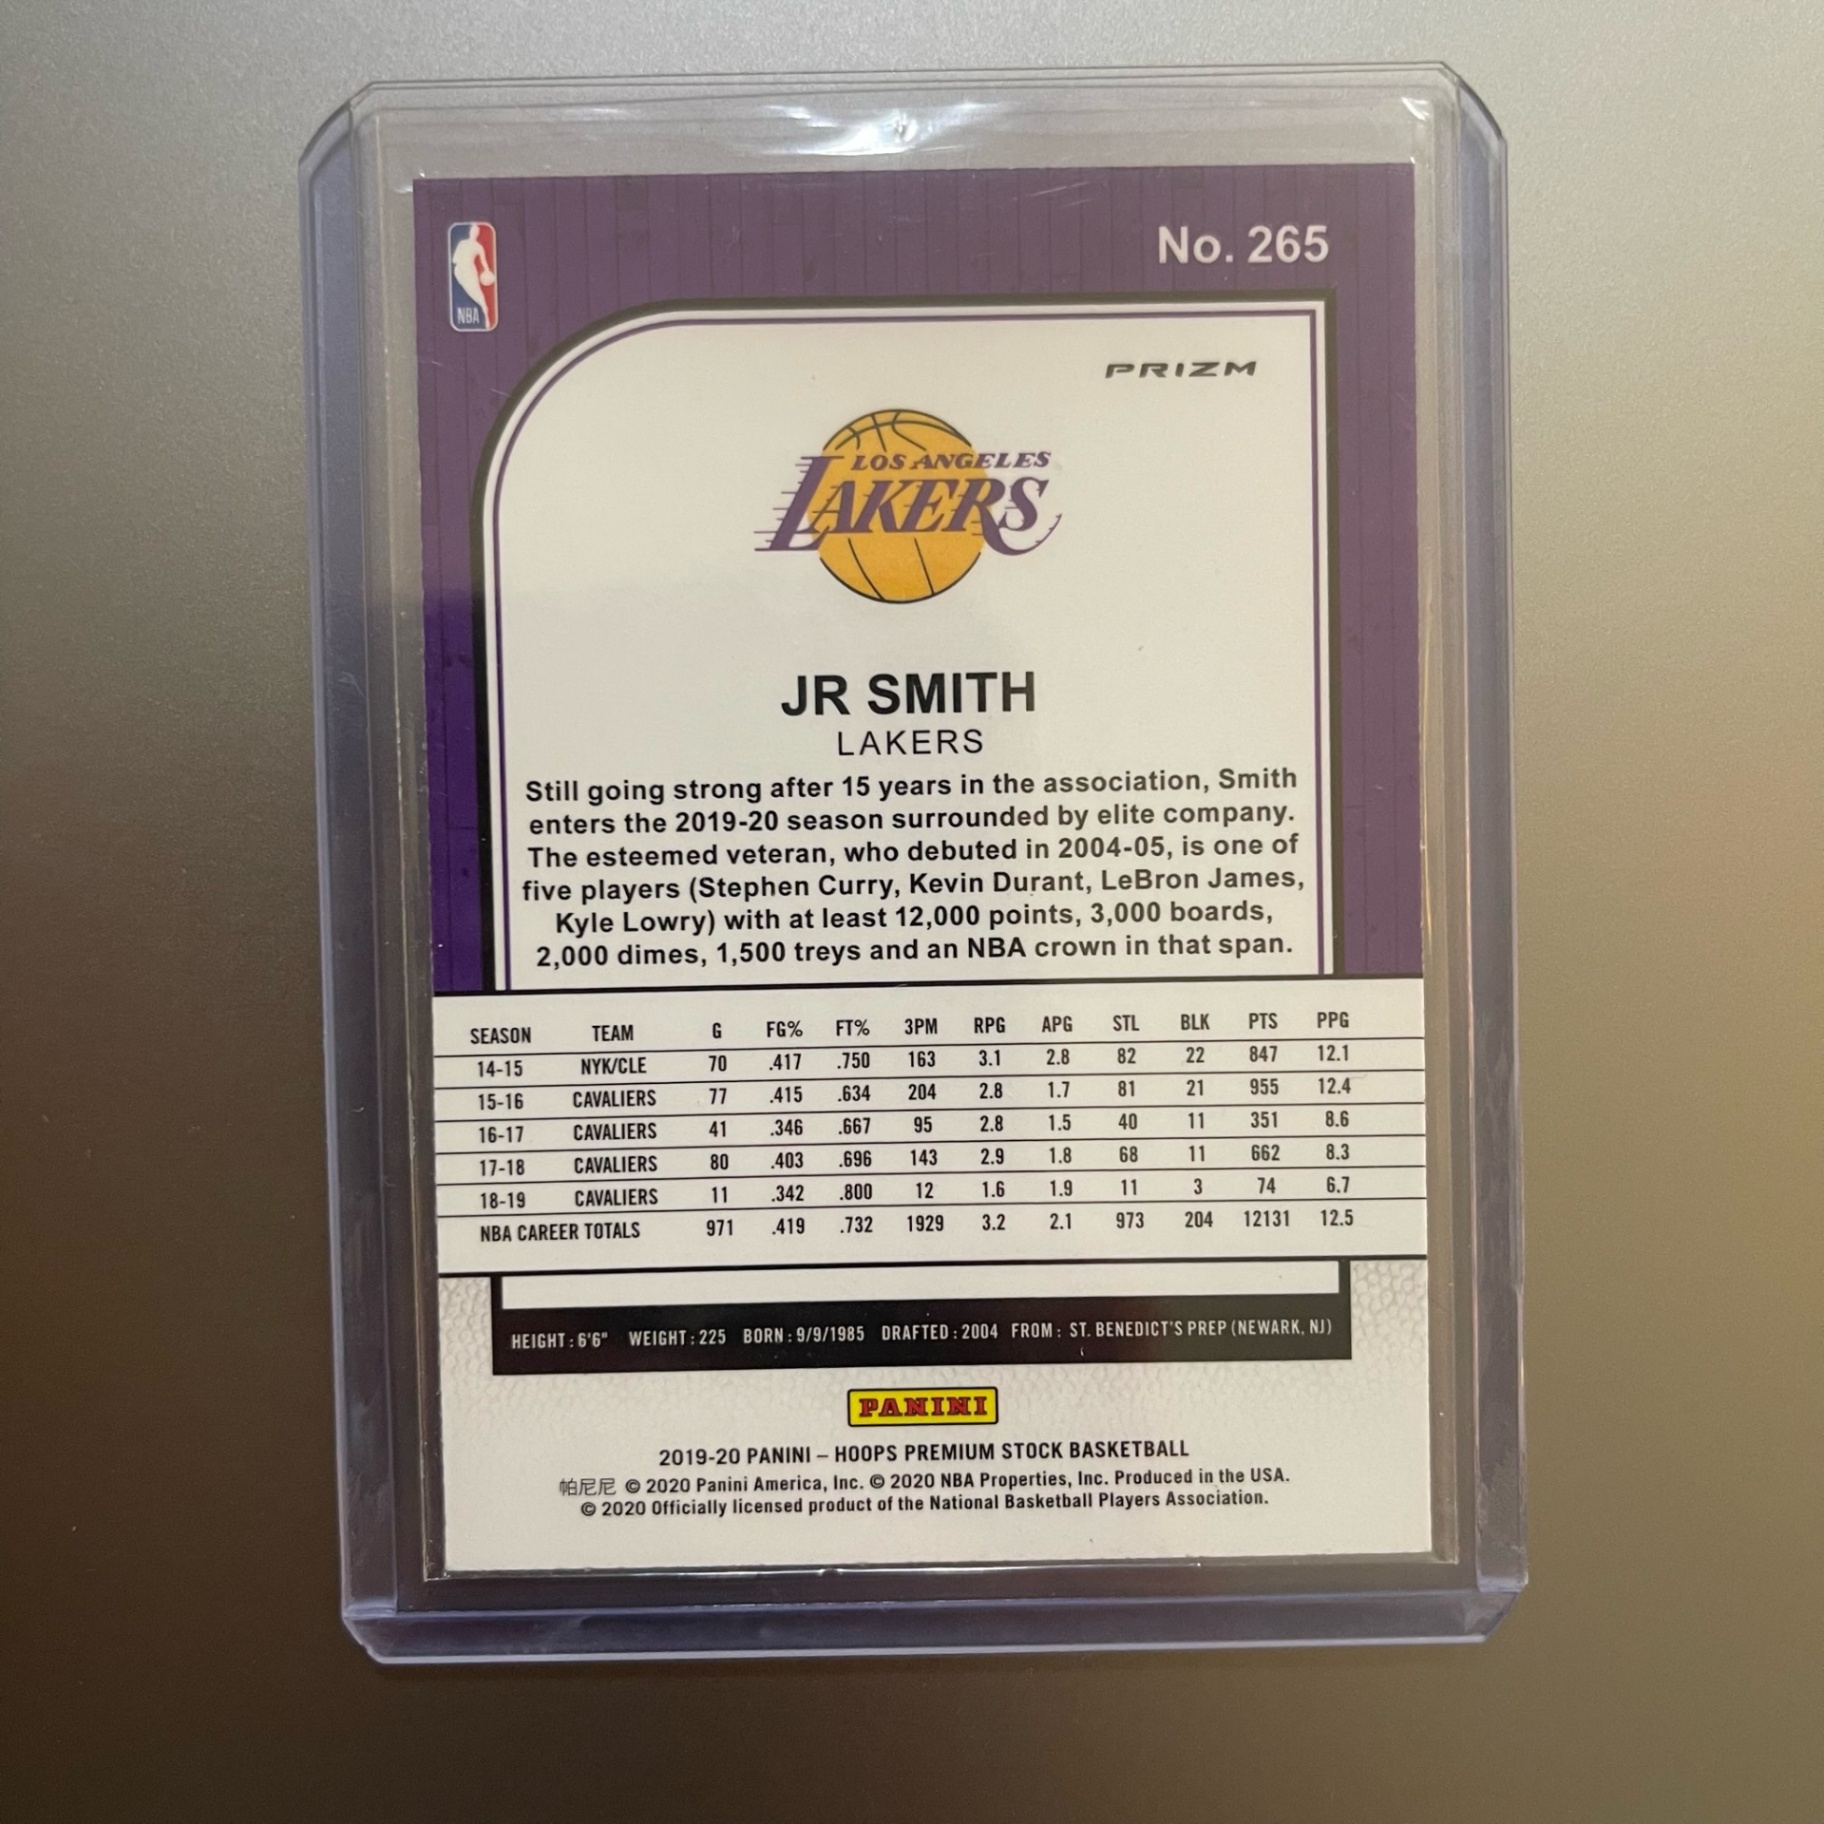 No. 265
NBA
PRIZM
LOS ANGELES
LAKERS
JR SMITH
LAKERS
Still going strong after 15 years in the association, Smith
enters the 2019-20 season surrounded by elite company.
The esteemed veteran, who debuted in 2004-05, is one of
five players (Stephen Curry, Kevin Durant, LeBron James,
Kyle Lowry) with at least 12,000 points, 3,000 boards,
2,000 dimes, 1,500 treys and an NBA crown in that span.
SEASON TEAM G FG% FT% 3PM RPG APG STL BLK PTS PPG
14-15 NYK/CLE 70 .417 .750 163 3.1 2.8 82 22 847 12.1
15-16 CAVALIERS 77 .415 .634 204 2.8 1.7 81 21 955 12.4
16-17 CAVALIERS 41 .346 .667 95 2.8 1.5 40 11 351 8.6
17-18 CAVALIERS 80 .403 .696 143 2.9 1.8 68 11 662 8.3
18-19 CAVALIERS 11 .342 .800 12 1.6 1.9 11 3 74 6.7
NBA CAREER TOTALS 971 .419 .732 1929 3.2 2.1 973 204 12131 12.5
HEIGHT : 6'6" WEIGHT : 225 BORN : 9/9/1985 DRAFTED : 2004 FROM : ST. BENEDICT'S PREP (NEWARK, NJ)
PANINI
2019-20 PANINI – HOOPS PREMIUM STOCK BASKETBALL
帕尼尼 © 2020 Panini America, Inc. © 2020 NBA Properties, Inc. Produced in the USA.
© 2020 Officially licensed product of the National Basketball Players Association.